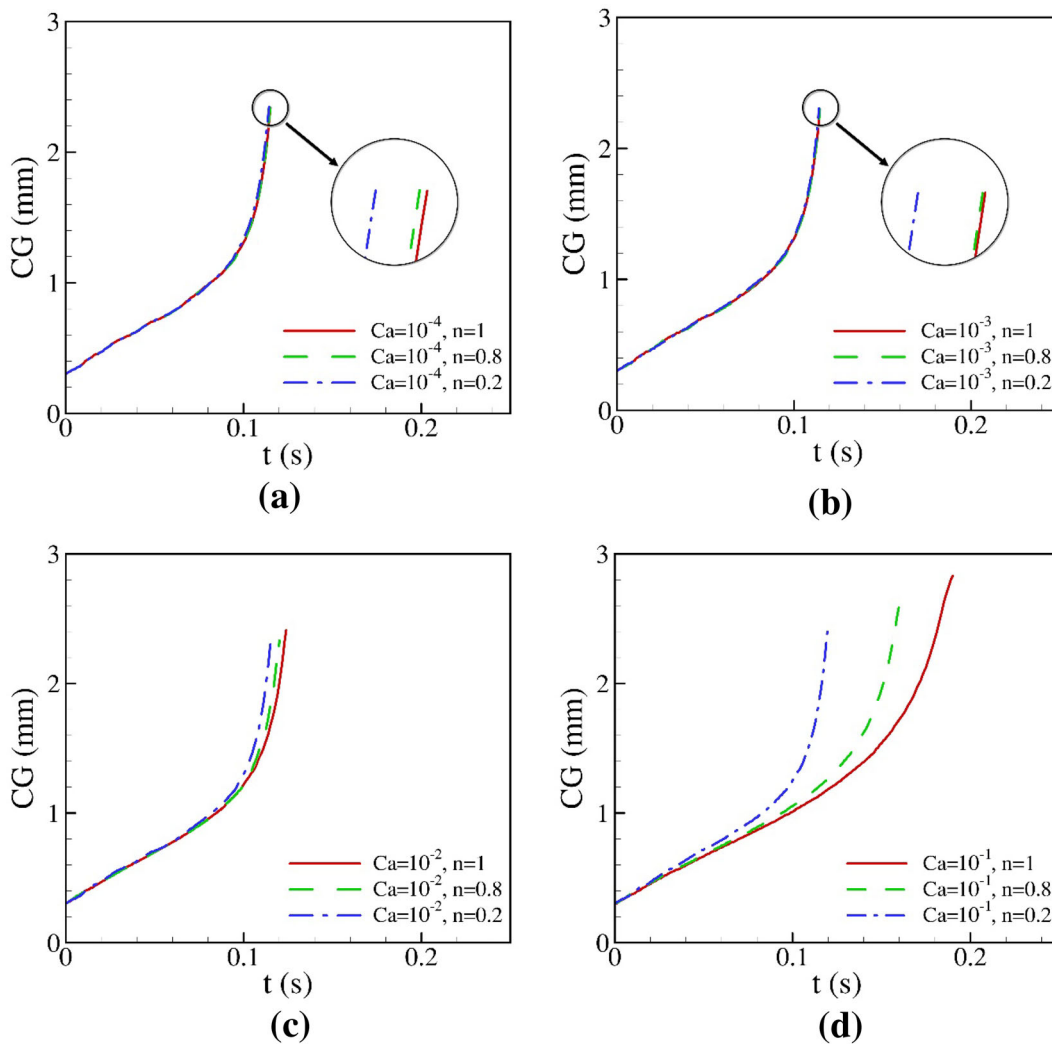 3
2
1
0
CG (mm)
0
0.1
0.2
t (s)
Ca=10⁻⁴, n=1
Ca=10⁻⁴, n=0.8
Ca=10⁻⁴, n=0.2
(a)
3
2
1
0
CG (mm)
0
0.1
0.2
t (s)
Ca=10⁻³, n=1
Ca=10⁻³, n=0.8
Ca=10⁻³, n=0.2
(b)
3
2
1
0
CG (mm)
0
0.1
0.2
t (s)
Ca=10⁻², n=1
Ca=10⁻², n=0.8
Ca=10⁻², n=0.2
(c)
3
2
1
0
CG (mm)
0
0.1
0.2
t (s)
Ca=10⁻¹, n=1
Ca=10⁻¹, n=0.8
Ca=10⁻¹, n=0.2
(d)